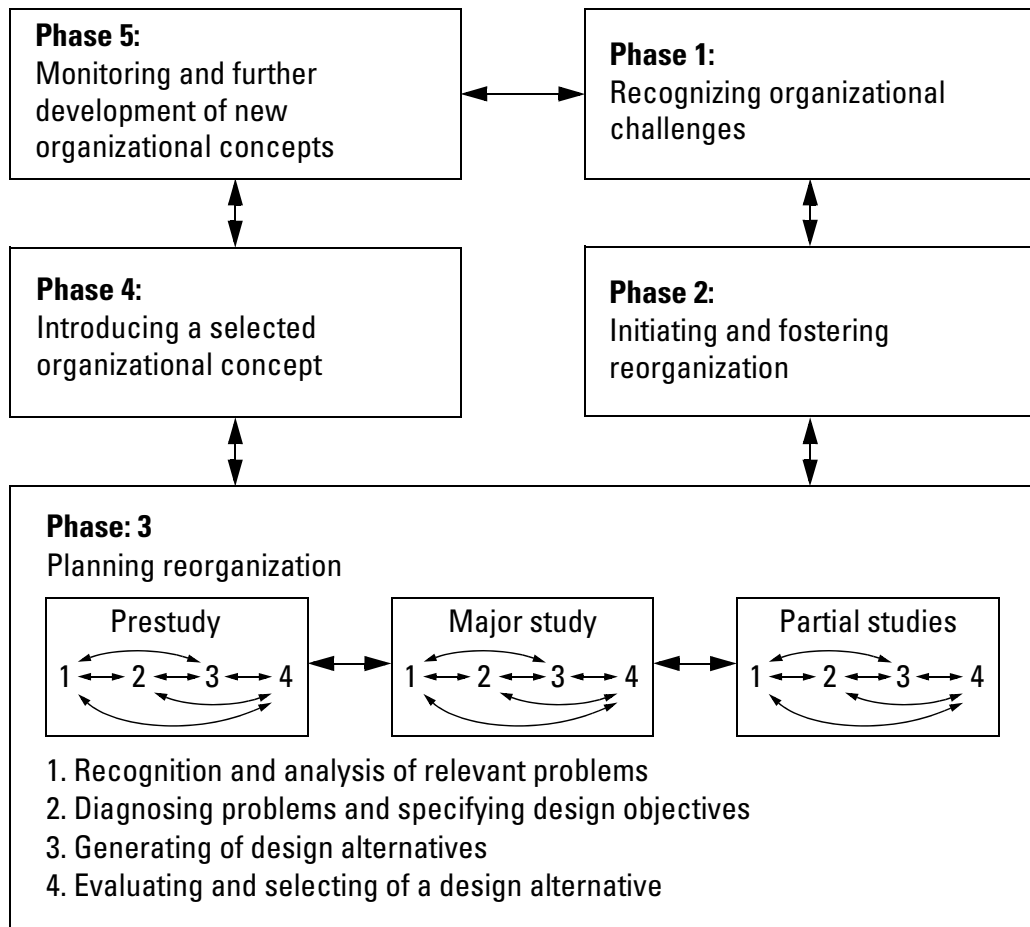 Phase 5:
Monitoring and further
development of new
organizational concepts
Phase 1:
Recognizing organizational
challenges
Phase 4:
Introducing a selected
organizational concept
Phase 2:
Initiating and fostering
reorganization
Phase: 3
Planning reorganization
Prestudy
1 2 3 4
Major study
1 2 3 4
Partial studies
1 2 3 4
1. Recognition and analysis of relevant problems
2. Diagnosing problems and specifying design objectives
3. Generating of design alternatives
4. Evaluating and selecting of a design alternative